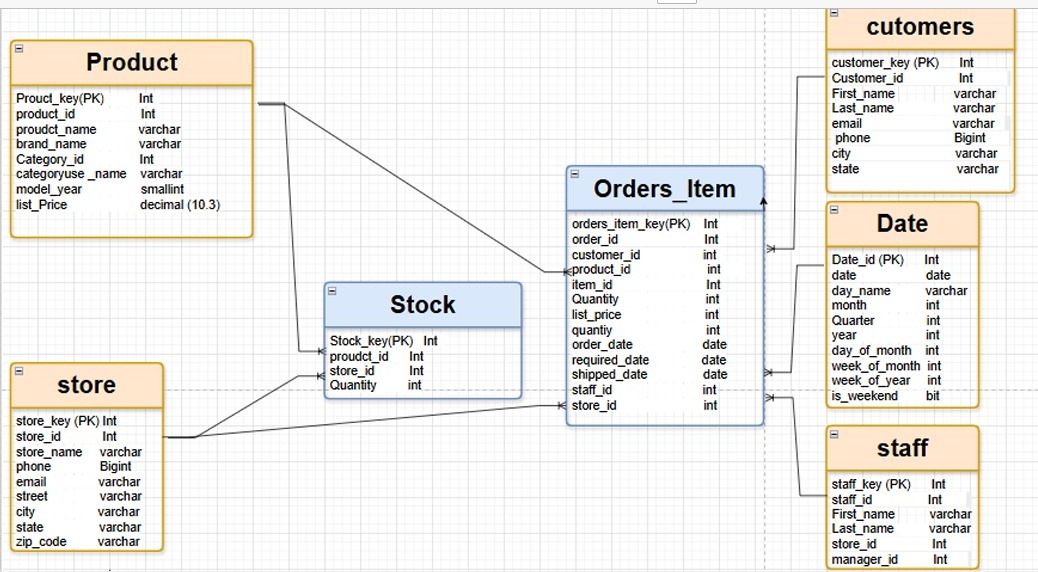 Product
Prouct_key(PK) Int
product_id Int
proudct_name varchar
brand_name varchar
Category_id Int
categoryuse _name varchar
model_year smallint
list_Price decimal (10.3)
store
store_key (PK) Int
store_id Int
store_name varchar
phone Bigint
email varchar
street varchar
city varchar
state varchar
zip_code varchar
Stock
Stock_key(PK) Int
proudct_id Int
store_id Int
Quantity int
Orders_Item
orders_item_key(PK) Int
order_id Int
customer_id int
product_id int
item_id Int
Quantity int
list_price int
quantiy int
order_date date
required_date date
shipped_date date
staff_id int
store_id int
cutomers
customer_key (PK) Int
Customer_id Int
First_name varchar
Last_name varchar
email varchar
phone Bigint
city varchar
state varchar
Date
Date_id (PK) Int
date date
day_name varchar
month int
Quarter int
year int
day_of_month int
week_of_month int
week_of_year int
is_weekend bit
staff
staff_key (PK) Int
staff_id Int
First_name varchar
Last_name varchar
store_id Int
manager_id Int